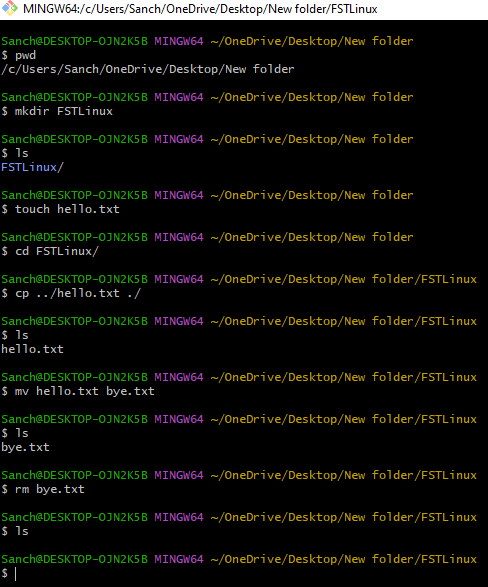 MINGW64:/c/Users/Sanch/OneDrive/Desktop/New folder/FSTLinux
Sanch@DESKTOP-OJN2K5B MINGW64 ~/OneDrive/Desktop/New folder
$ pwd
/c/Users/Sanch/OneDrive/Desktop/New folder
Sanch@DESKTOP-OJN2K5B MINGW64 ~/OneDrive/Desktop/New folder
$ mkdir FSTLinux
Sanch@DESKTOP-OJN2K5B MINGW64 ~/OneDrive/Desktop/New folder
$ ls
FSTLinux/
Sanch@DESKTOP-OJN2K5B MINGW64 ~/OneDrive/Desktop/New folder
$ touch hello.txt
Sanch@DESKTOP-OJN2K5B MINGW64 ~/OneDrive/Desktop/New folder
$ cd FSTLinux/
Sanch@DESKTOP-OJN2K5B MINGW64 ~/OneDrive/Desktop/New folder/FSTLinux
$ cp ../hello.txt ./
Sanch@DESKTOP-OJN2K5B MINGW64 ~/OneDrive/Desktop/New folder/FSTLinux
$ ls
hello.txt
Sanch@DESKTOP-OJN2K5B MINGW64 ~/OneDrive/Desktop/New folder/FSTLinux
$ mv hello.txt bye.txt
Sanch@DESKTOP-OJN2K5B MINGW64 ~/OneDrive/Desktop/New folder/FSTLinux
$ ls
bye.txt
Sanch@DESKTOP-OJN2K5B MINGW64 ~/OneDrive/Desktop/New folder/FSTLinux
$ rm bye.txt
Sanch@DESKTOP-OJN2K5B MINGW64 ~/OneDrive/Desktop/New folder/FSTLinux
$ ls
Sanch@DESKTOP-OJN2K5B MINGW64 ~/OneDrive/Desktop/New folder/FSTLinux
$